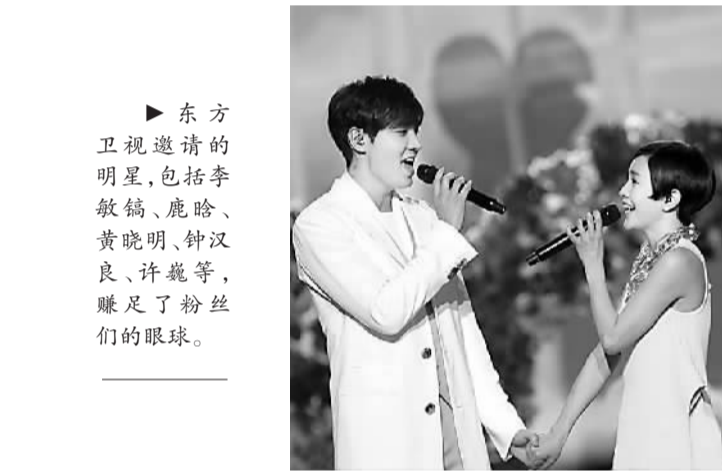 ▶东方
卫视邀请的
明星,包括李
敏镐、鹿晗、
黄晓明、钟汉
良、许巍等,
赚足了粉丝
们的眼球。